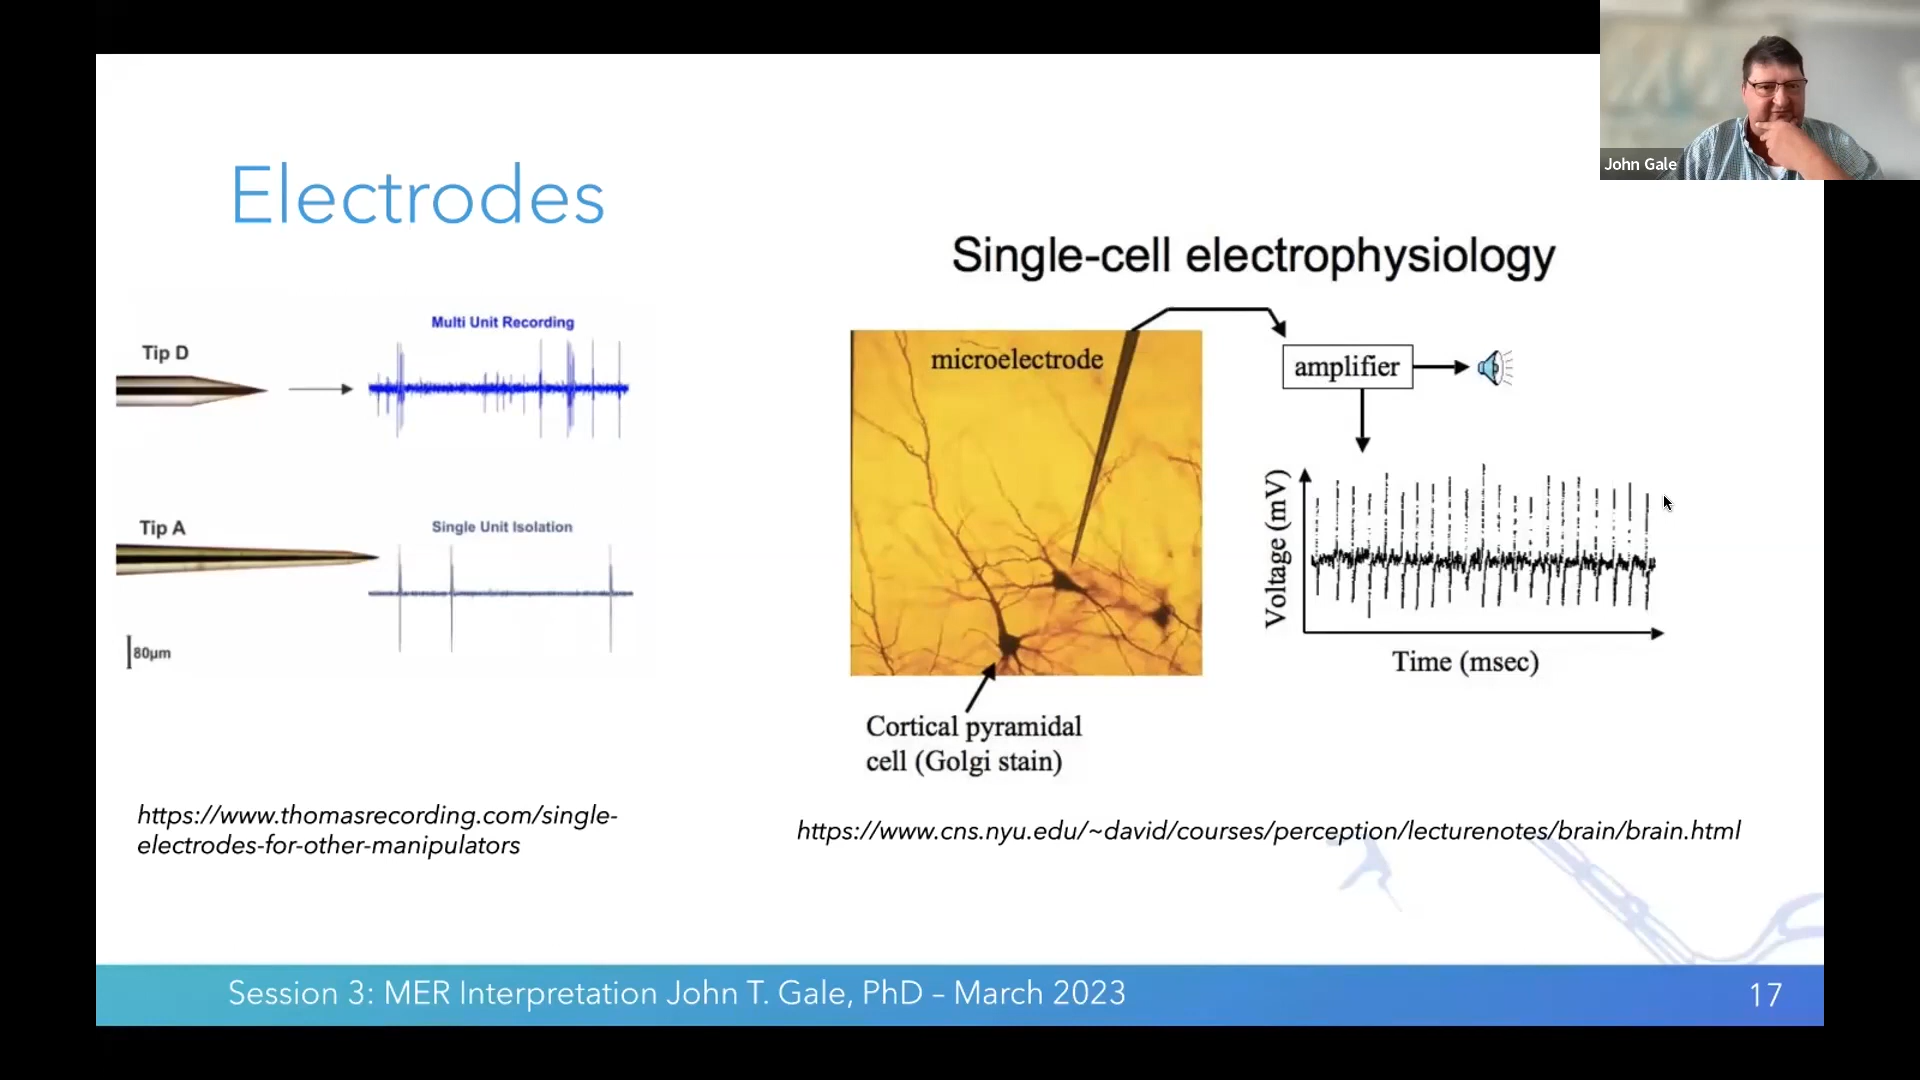 John Gale
Electrodes
Single-cell electrophysiology
Multi Unit Recording
Tip D
Tip A
Single Unit Isolation
80µm
microelectrode
amplifier
Voltage (mV)
Time (msec)
Cortical pyramidal
cell (Golgi stain)
https://www.thomasrecording.com/single-
electrodes-for-other-manipulators
https://www.cns.nyu.edu/~david/courses/perception/lecturenotes/brain/brain.html
Session 3: MER Interpretation John T. Gale, PhD – March 2023
17